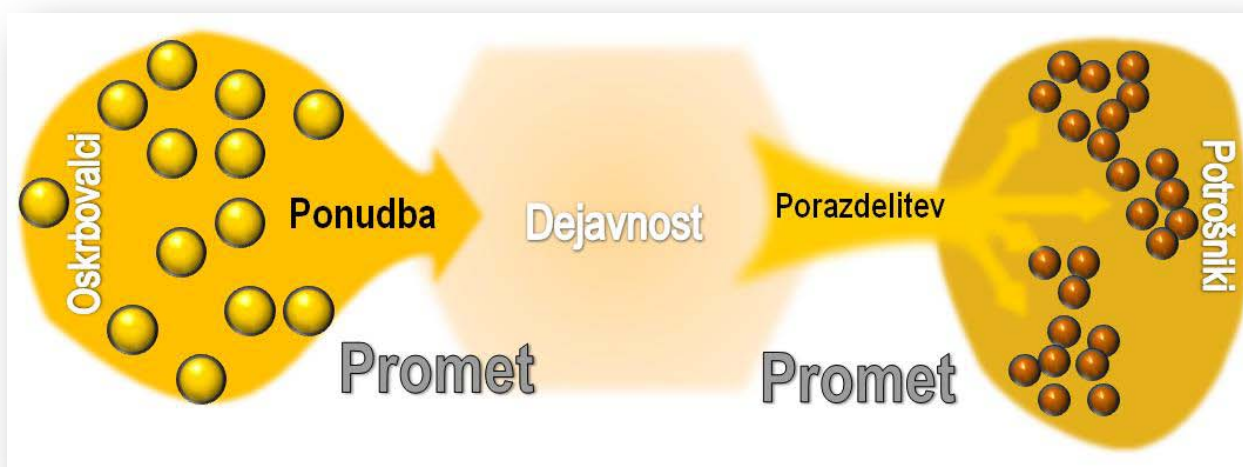 Oskrbovalci
Ponudba
Promet
Dejavnost
Porazdelitev
Promet
Potrošniki